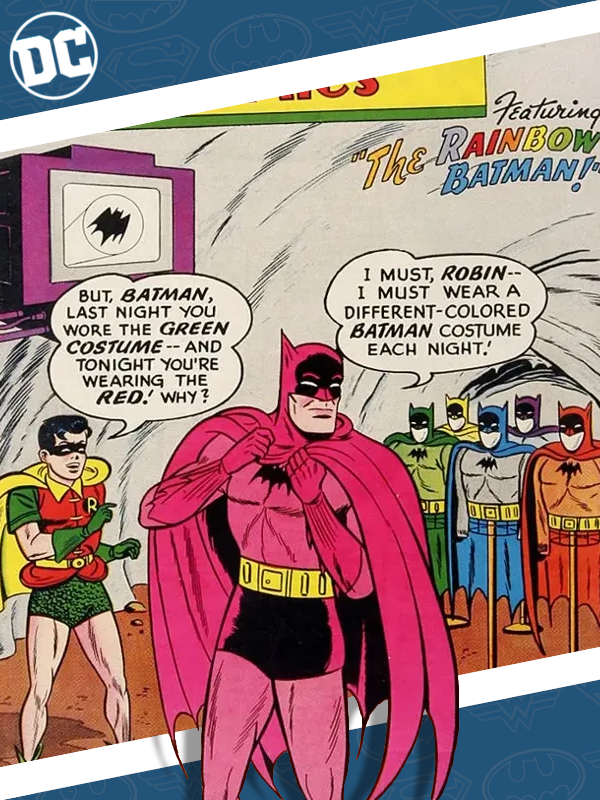 DC
Featuring
"THE RAINBOW
BATMAN!"
BUT, BATMAN,
LAST NIGHT YOU
WORE THE GREEN
COSTUME -- AND
TONIGHT YOU'RE
WEARING THE
RED! WHY?
I MUST, ROBIN--
I MUST WEAR A
DIFFERENT-COLORED
BATMAN COSTUME
EACH NIGHT!
R